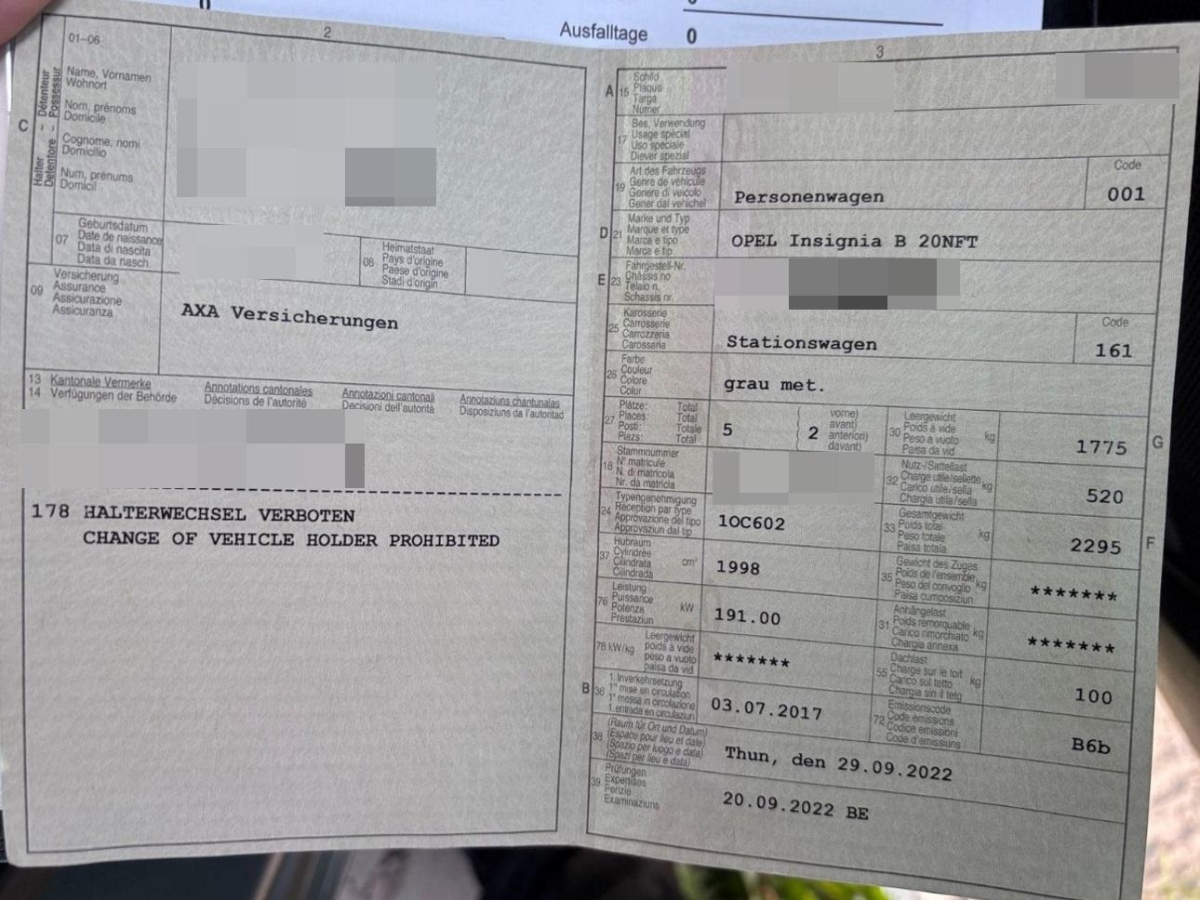 Ausfalltage 0
0
2
01-06
C
Halter – Détenteur
Detentore – Possessur
Name, Vornamen
Wohnort
Nom, prénoms
Domicile
Cognome, nomi
Domicilio
Num, prenums
Domicil
07
Geburtsdatum
Date de naissance
Data di nascita
Data da nasch.
08
Heimatstaat
Pays d'origine
Paese d'origine
Stadi d'origin
09
Versicherung
Assurance
Assicurazione
Assicuranza
AXA Versicherungen
13 Kantonale Vermerke Annotations cantonales Annotazioni cantonali Annotaziuns chantunalas
14 Verfügungen der Behörde Décisions de l'autorité Decisioni dell'autorità Disposiziuns da l'autoritad
178 HALTERWECHSEL VERBOTEN
CHANGE OF VEHICLE HOLDER PROHIBITED
3
A 15
Schild
Plaque
Targa
Numer
17
Bes. Verwendung
Usage spécial
Uso speciale
Diever spezial
19
Art des Fahrzeugs
Genre de véhicule
Genere di veicolo
Gener dal vehichel
Personenwagen
Code
001
D 21
Marke und Typ
Marque et type
Marca e tipo
Marca e tip
OPEL Insignia B 20NFT
E 23
Fahrgestell-Nr.
Châssis no
Telaio n.
Schassis nr.
25
Karosserie
Carrosserie
Carrozzeria
Carosseria
Stationswagen
Code
161
26
Farbe
Couleur
Colore
Colur
grau met.
27
Plätze: Total
Places: Total
Posti: Totale
Plazs: Total
5
2
vorne)
avant)
anteriori)
davant)
30
Leergewicht
Poids à vide
Peso a vuoto
Paisa da vid
kg
1775
G
18
Stammnummer
N° matricule
N. di matricola
Nr. da matricla
32
Nutz-/Sattellast
Charge utile/sellette
Carico utile/sella
Chargia utila/sella
kg
520
24
Typengenehmigung
Réception par type
Approvazione del tipo
Approvaziun dal tip
1OC602
33
Gesamtgewicht
Poids total
Peso totale
Paisa totala
kg
2295
F
37
Hubraum
Cylindrée
Cilindrata
Cilindrada
cm³
1998
35
Gewicht des Zuges
Poids de l'ensemble
Peso del convoglio
Paisa cumposiziun
kg
*******
76
Leistung
Puissance
Potenza
Prestaziun
kW
191.00
31
Anhängelast
Poids remorquable
Carico rimorchiato
Chargia annexa
kg
*******
78 kW/kg
Leergewicht
poids à vide
peso a vuoto
paisa da vid
*******
55
Dachlast
Charge sur le toit
Carico sul tetto
Chargia sin il tetg
kg
100
B 36
1. Inverkehrsetzung
1re mise en circulation
1a messa in circolazione
1. entrada en circulaziun
03.07.2017
72
Emissionscode
Code émissions
Codice emissioni
Code d'emissiuns
B6b
38
(Raum für Ort und Datum)
(Espace pour lieu et date)
(Spazio per luogo e data)
(Spazi per lieu e data)
Thun, den 29.09.2022
39
Prüfungen
Expertises
Perizie
Examinaziuns
20.09.2022 BE